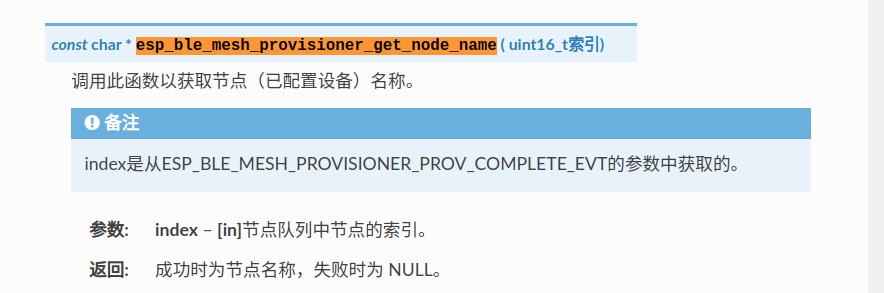 const char * esp_ble_mesh_provisioner_get_node_name ( uint16_t索引)
调用此函数以获取节点（已配置设备）名称。
备注
index是从ESP_BLE_MESH_PROVISIONER_PROV_COMPLETE_EVT的参数中获取的。
参数: index – [in]节点队列中节点的索引。
返回: 成功时为节点名称，失败时为 NULL。